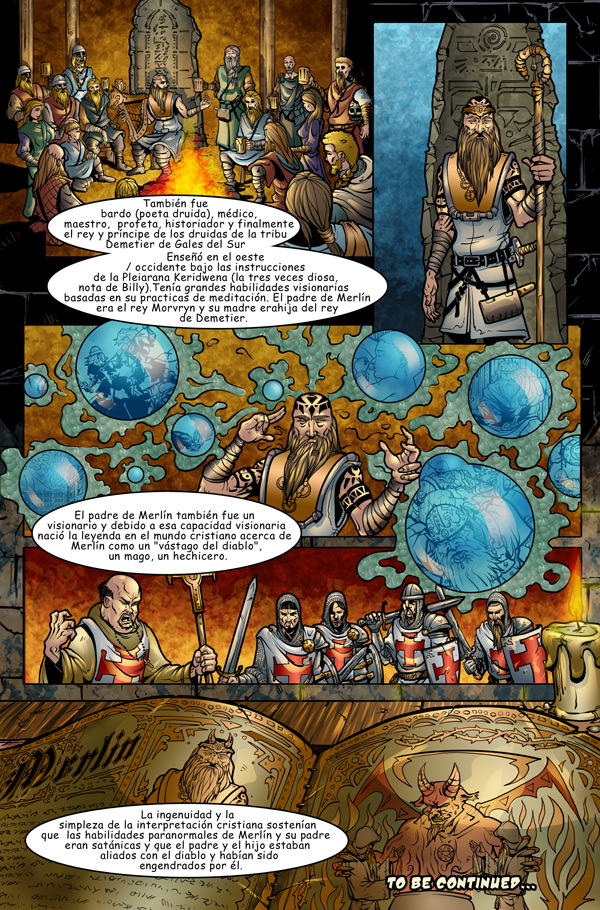 También fue
bardo (poeta druida), médico,
maestro, profeta, historiador y finalmente
el rey y príncipe de los druidas de la tribu
Demetier de Gales del Sur
Enseñó en el oeste
/ occidente bajo las instrucciones
de la Pleiarana Keridwena (la tres veces diosa,
nota de Billy).Tenía grandes habilidades visionarias
basadas en su practicas de meditación. El padre de Merlín
era el rey Morvryn y su madre erahija del rey
de Demetier.
El padre de Merlín también fue un
visionario y debido a esa capacidad visionaria
nació la leyenda en el mundo cristiano acerca de
Merlín como un "vástago del diablo",
un mago, un hechicero.
Merlin
La ingenuidad y la
simpleza de la interpretación cristiana sostenían
que las habilidades paranormales de Merlín y su padre
eran satánicas y que el padre y el hijo estaban
aliados con el diablo y habían sido
engendrados por él.
TO BE CONTINUED...